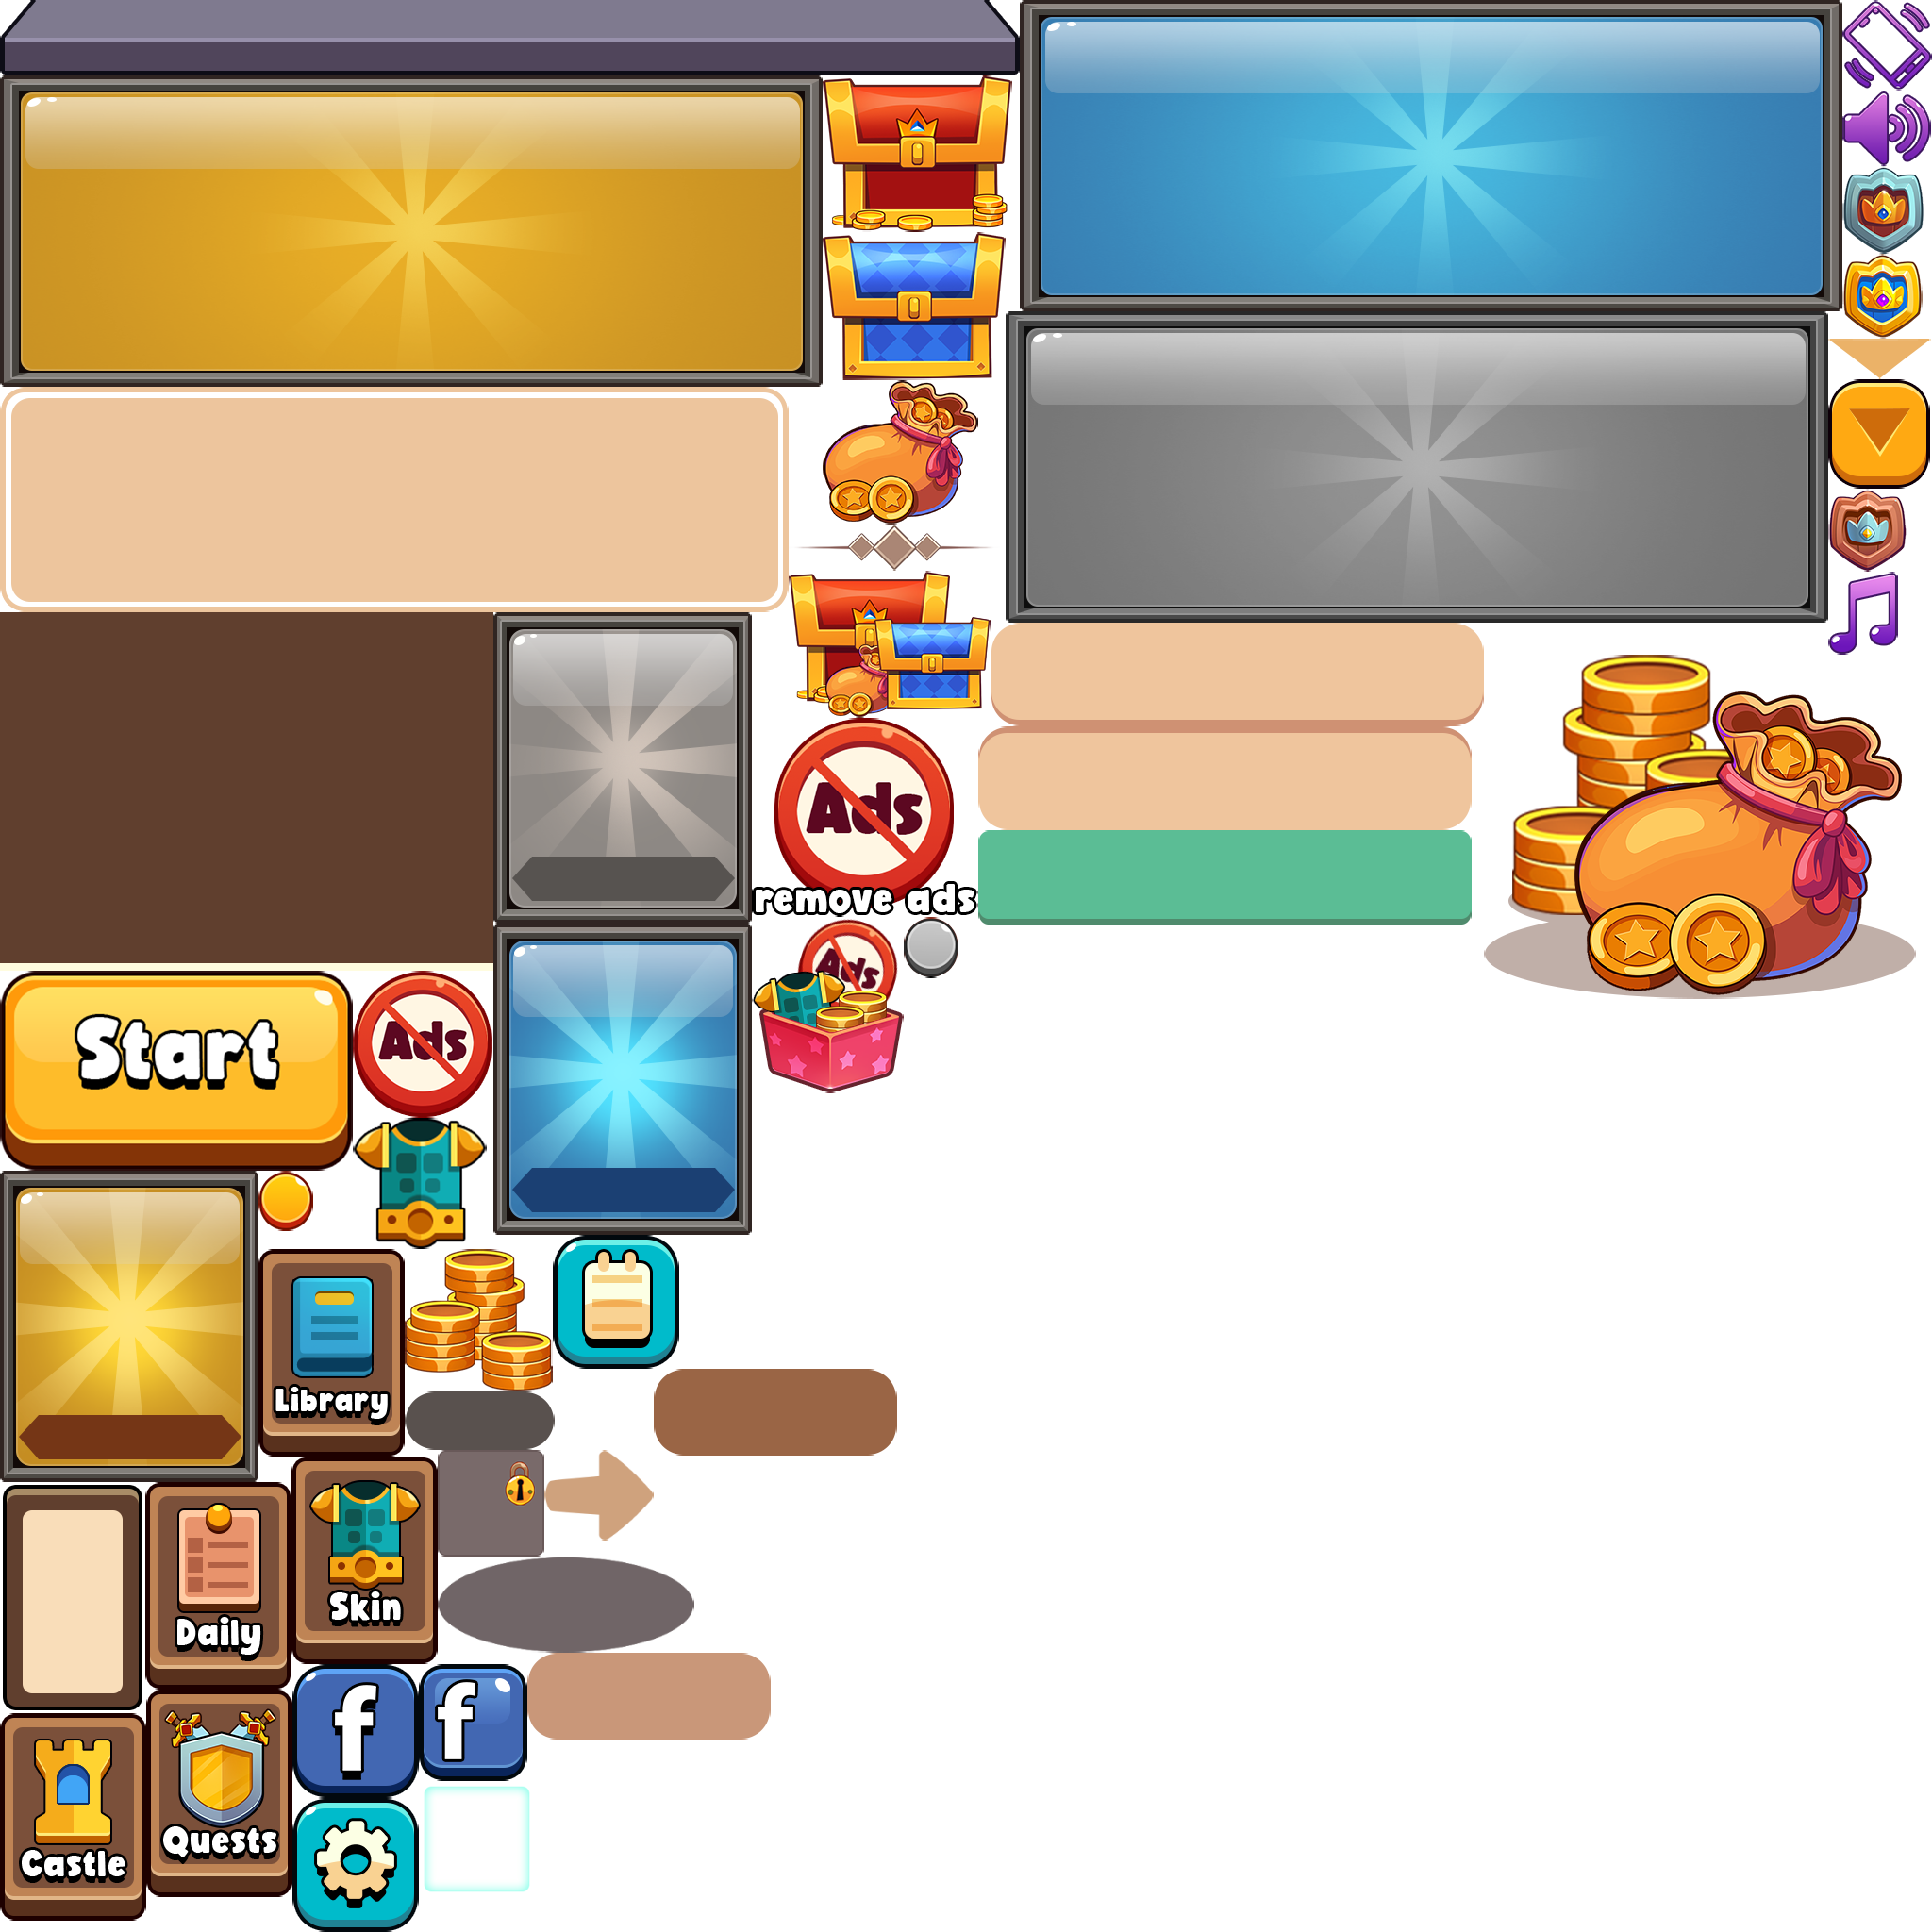 Ads
remove ads
Ads
Start
Ads
Library
Skin
Daily
f
f
Quests
Castle